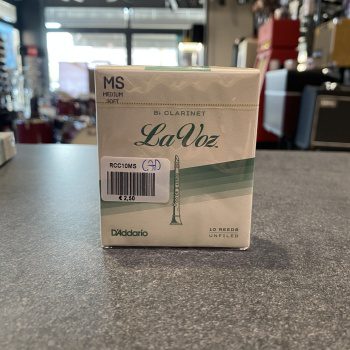 MS
MEDIUM
SOFT
B♭ CLARINET
La Voz
RCC10MS
€ 2,50
D'Addario
10 REEDS
UNFILED